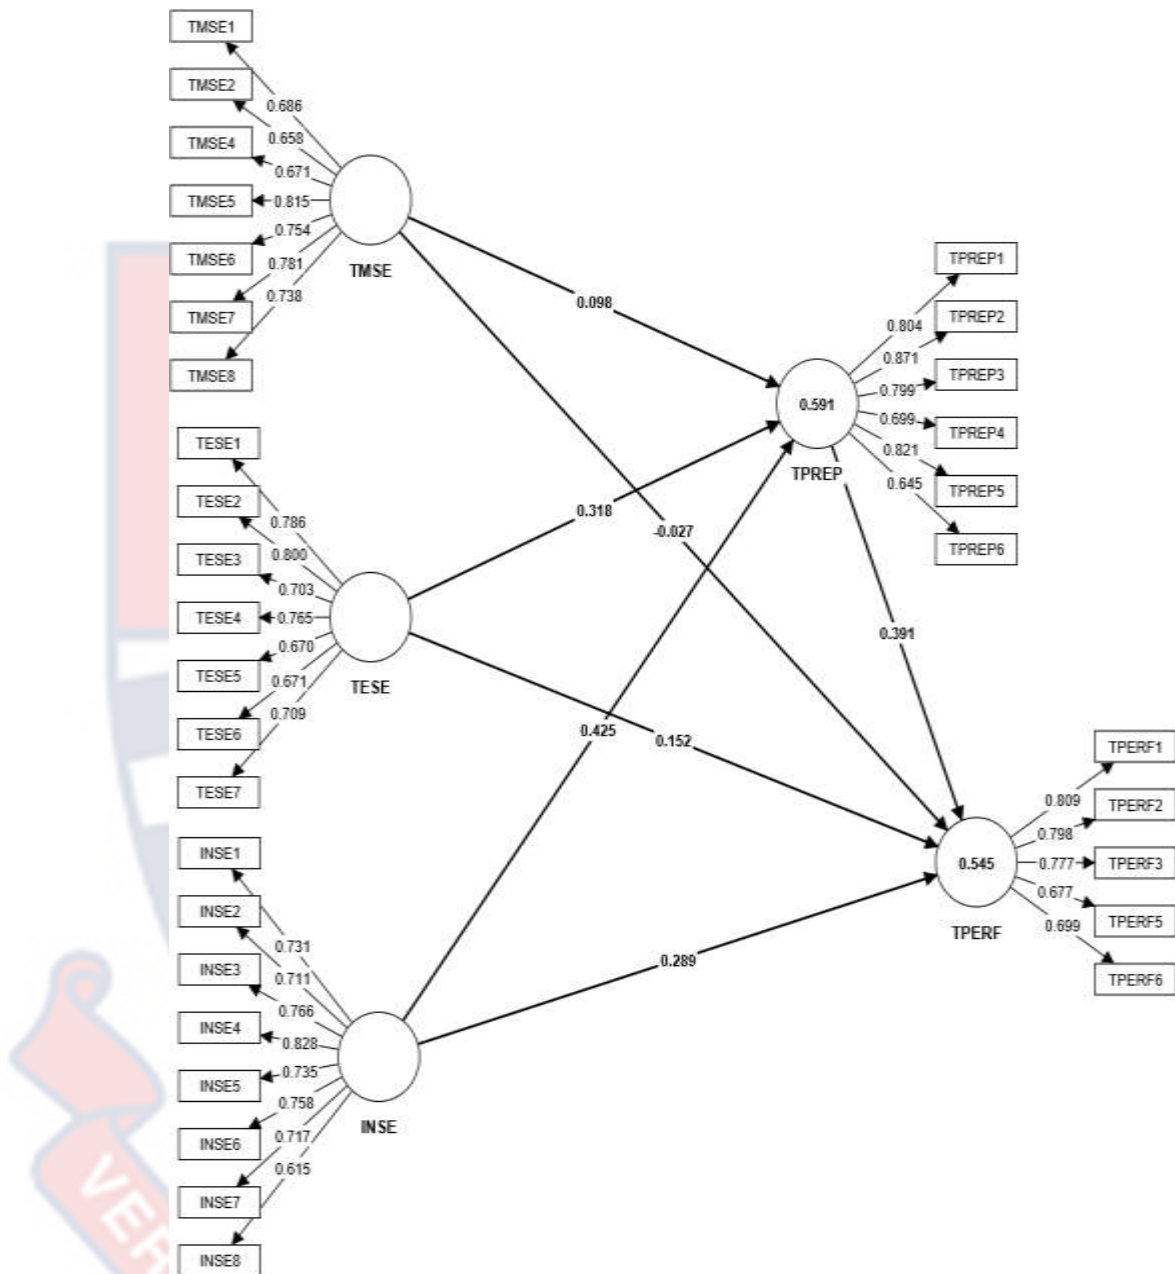 TMSE1
TMSE2
TMSE4
TMSE5
TMSE6
TMSE7
TMSE8
0.686
0.658
0.671
0.815
0.754
0.781
0.738
TMSE
TESE1
TESE2
TESE3
TESE4
TESE5
TESE6
TESE7
0.786
0.800
0.703
0.765
0.670
0.671
0.709
TESE
INSE1
INSE2
INSE3
INSE4
INSE5
INSE6
INSE7
INSE8
0.731
0.711
0.766
0.828
0.735
0.758
0.717
0.615
INSE
0.098
0.318
-0.027
0.425
0.152
0.289
0.391
0.591
TPREP
0.804
0.871
0.799
0.699
0.821
0.645
TPREP1
TPREP2
TPREP3
TPREP4
TPREP5
TPREP6
0.545
TPERF
0.809
0.798
0.777
0.677
0.699
TPERF1
TPERF2
TPERF3
TPERF5
TPERF6
VER